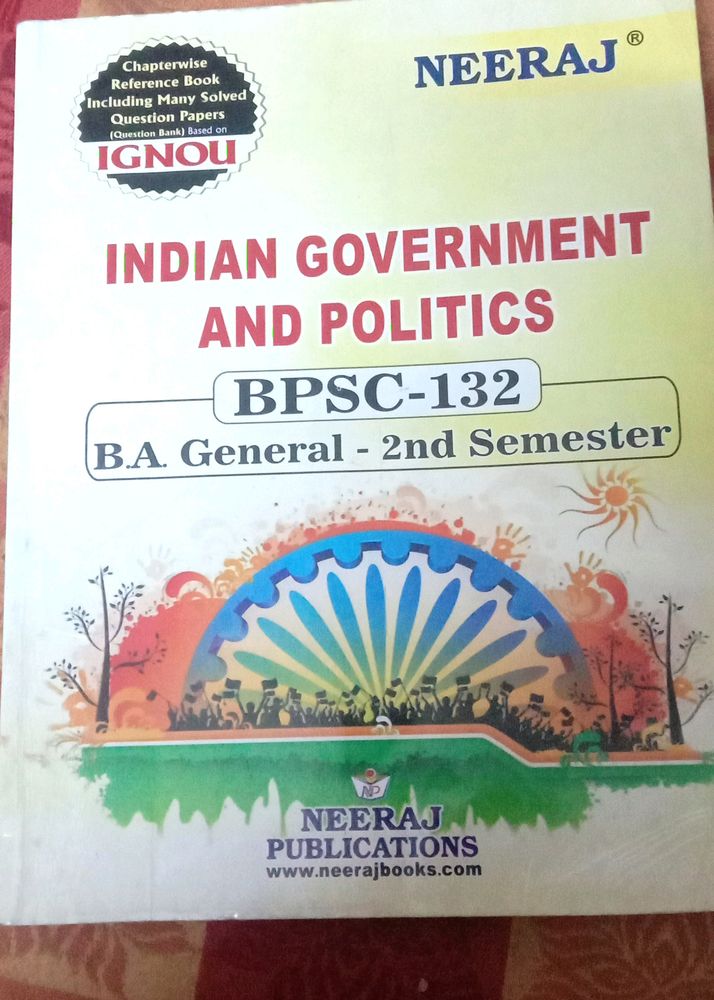 Chapterwise
Reference Book
Including Many Solved
Question Papers
(Question Bank) Based on
IGNOU
NEERAJ ®
INDIAN GOVERNMENT
AND POLITICS
BPSC-132
B.A. General - 2nd Semester
NP
NEERAJ
PUBLICATIONS
www.neerajbooks.com